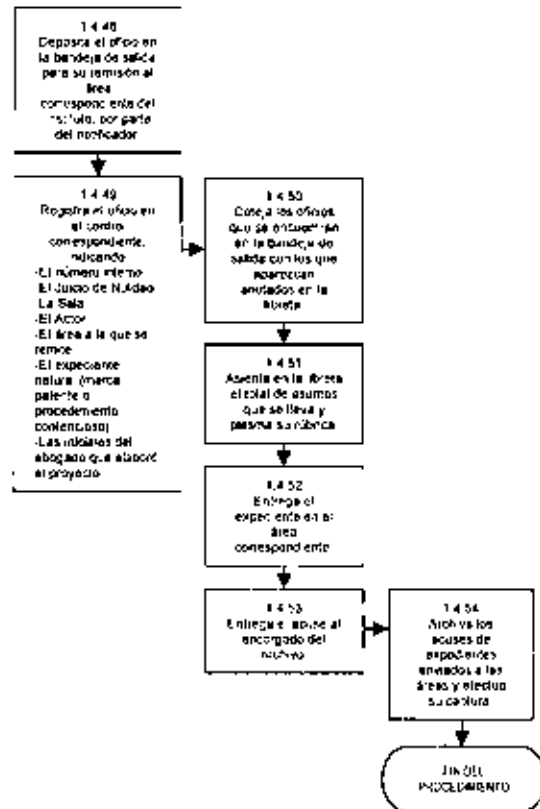 1.4.48
Deposita el oficio en
la bandeja de salida
para su remisión al
área
correspondiente del
Instituto, por parte
del notificador
1.4.49
Registra el oficio en
el control
correspondiente,
indicando
-El número interno
El Juicio de Nulidad
La Sala
-El Actor
-El área a la que se
remite
-El expediente
natural (marca
patente o
procedimiento
contencioso)
-Las iniciales del
abogado que elaboró
el proyecto
1.4.50
Coteja los oficios
que se encuentran
en la bandeja de
salida con los que
aparecen
anotados en la
libreta
1.4.51
Asienta en la libreta
el total de asuntos
que se lleva y
plasma su rúbrica
1.4.52
Entrega el
expediente en el
área
correspondiente
1.4.53
Entrega el acuse al
encargado del
archivo
1.4.54
Archiva los
acuses de
expedientes
enviados a las
áreas y efectúa
su captura
FIN DEL
PROCEDIMIENTO